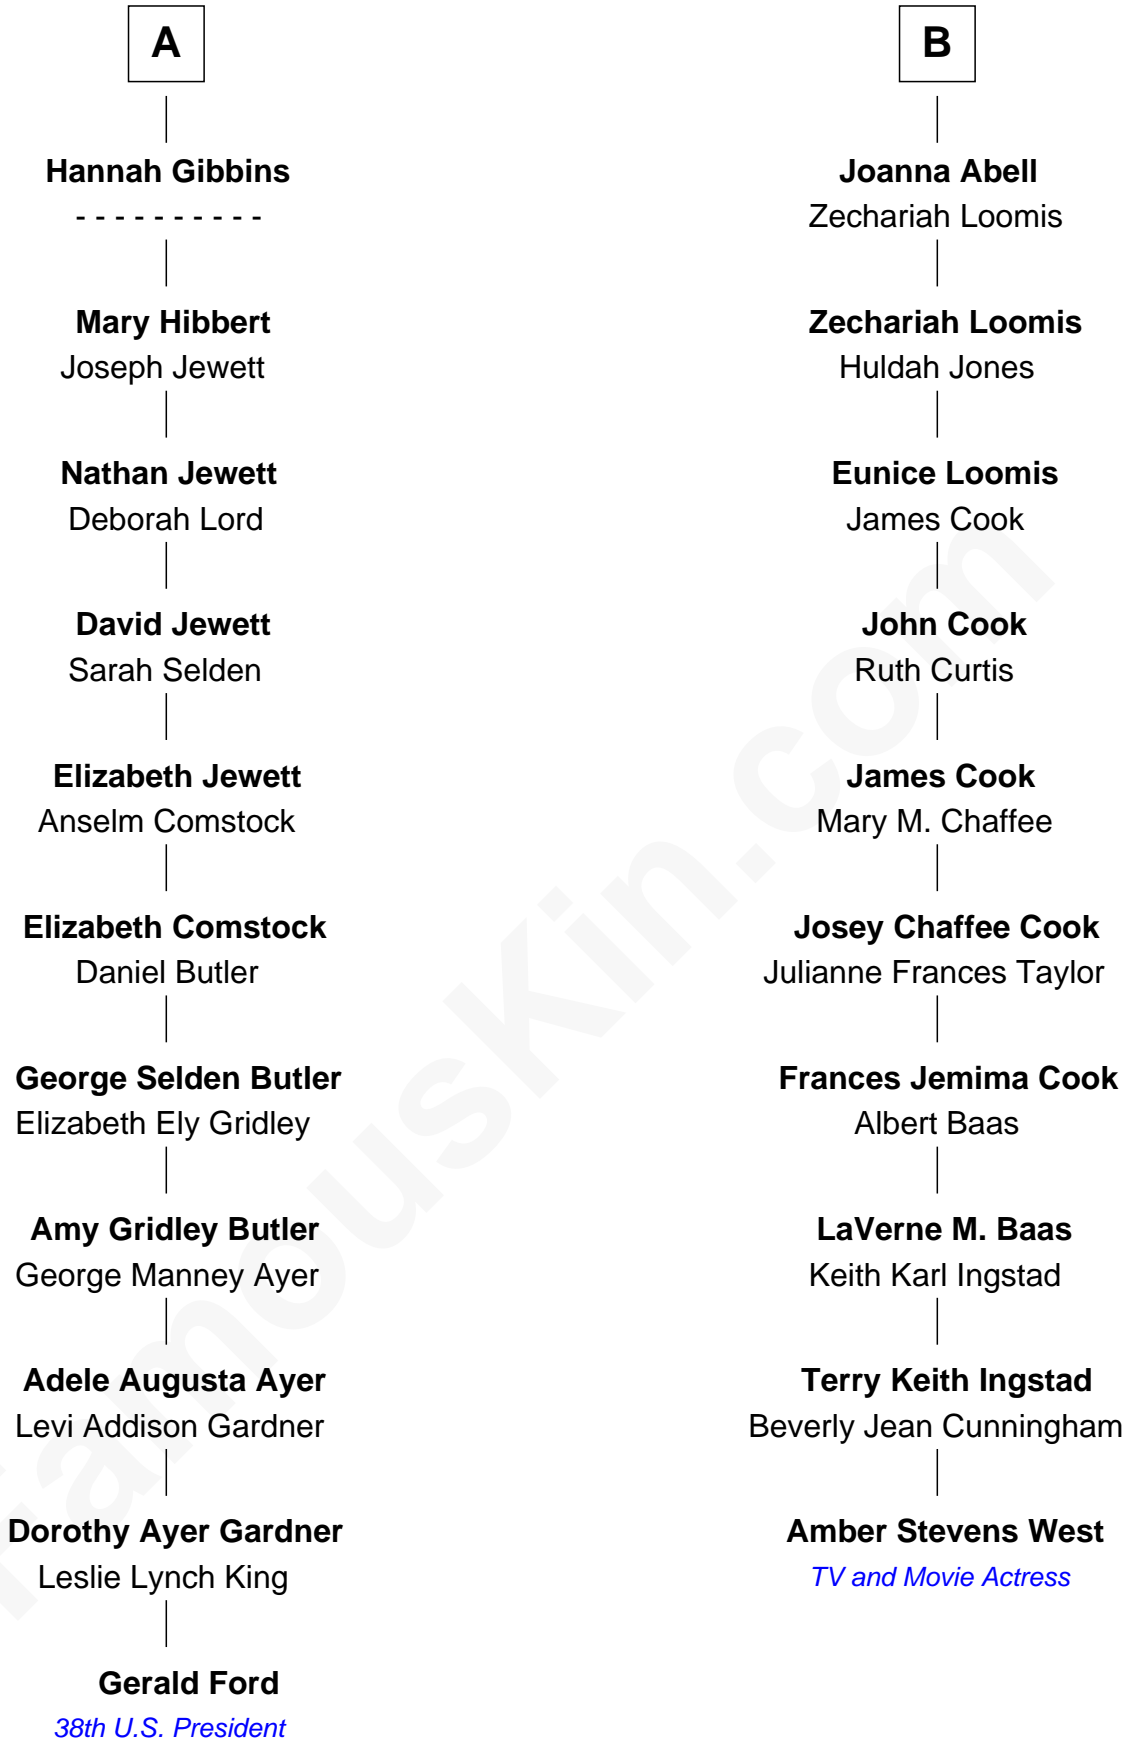 A
Hannah Gibbins
- - - - - - - - - -
Mary Hibbert
Joseph Jewett
Nathan Jewett
Deborah Lord
David Jewett
Sarah Selden
Elizabeth Jewett
Anselm Comstock
Elizabeth Comstock
Daniel Butler
George Selden Butler
Elizabeth Ely Gridley
Amy Gridley Butler
George Manney Ayer
Adele Augusta Ayer
Levi Addison Gardner
Dorothy Ayer Gardner
Leslie Lynch King
Gerald Ford
38th U.S. President
B
Joanna Abell
Zechariah Loomis
Zechariah Loomis
Huldah Jones
Eunice Loomis
James Cook
John Cook
Ruth Curtis
James Cook
Mary M. Chaffee
Josey Chaffee Cook
Julianne Frances Taylor
Frances Jemima Cook
Albert Baas
LaVerne M. Baas
Keith Karl Ingstad
Terry Keith Ingstad
Beverly Jean Cunningham
Amber Stevens West
TV and Movie Actress
FamousKin.com